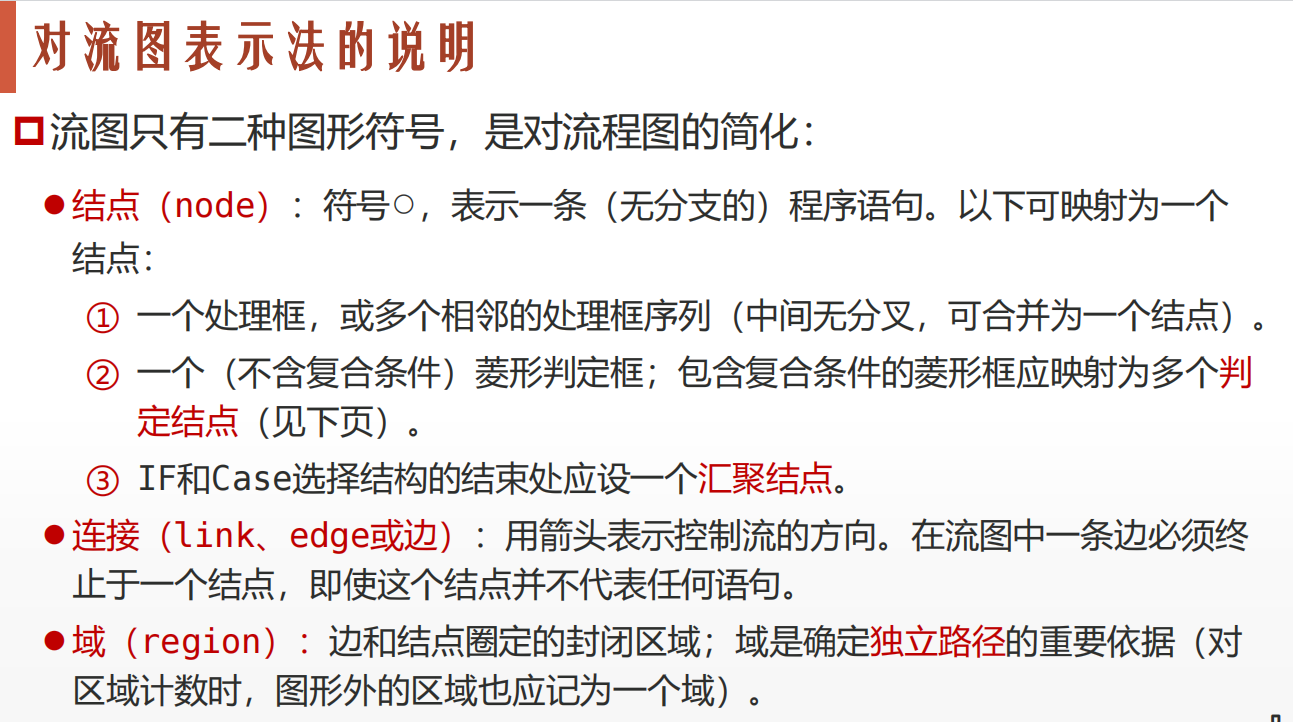 对流图表示法的说明
流图只有二种图形符号，是对流程图的简化：
结点（node）：符号○，表示一条（无分支的）程序语句。以下可映射为一个
结点：
① 一个处理框，或多个相邻的处理框序列（中间无分叉，可合并为一个结点）。
② 一个（不含复合条件）菱形判定框；包含复合条件的菱形框应映射为多个判
定结点（见下页）。
③ IF和Case选择结构的结束处应设一个汇聚结点。
连接（link、edge或边）：用箭头表示控制流的方向。在流图中一条边必须终
止于一个结点，即使这个结点并不代表任何语句。
域（region）：边和结点圈定的封闭区域；域是确定独立路径的重要依据（对
区域计数时，图形外的区域也应记为一个域）。